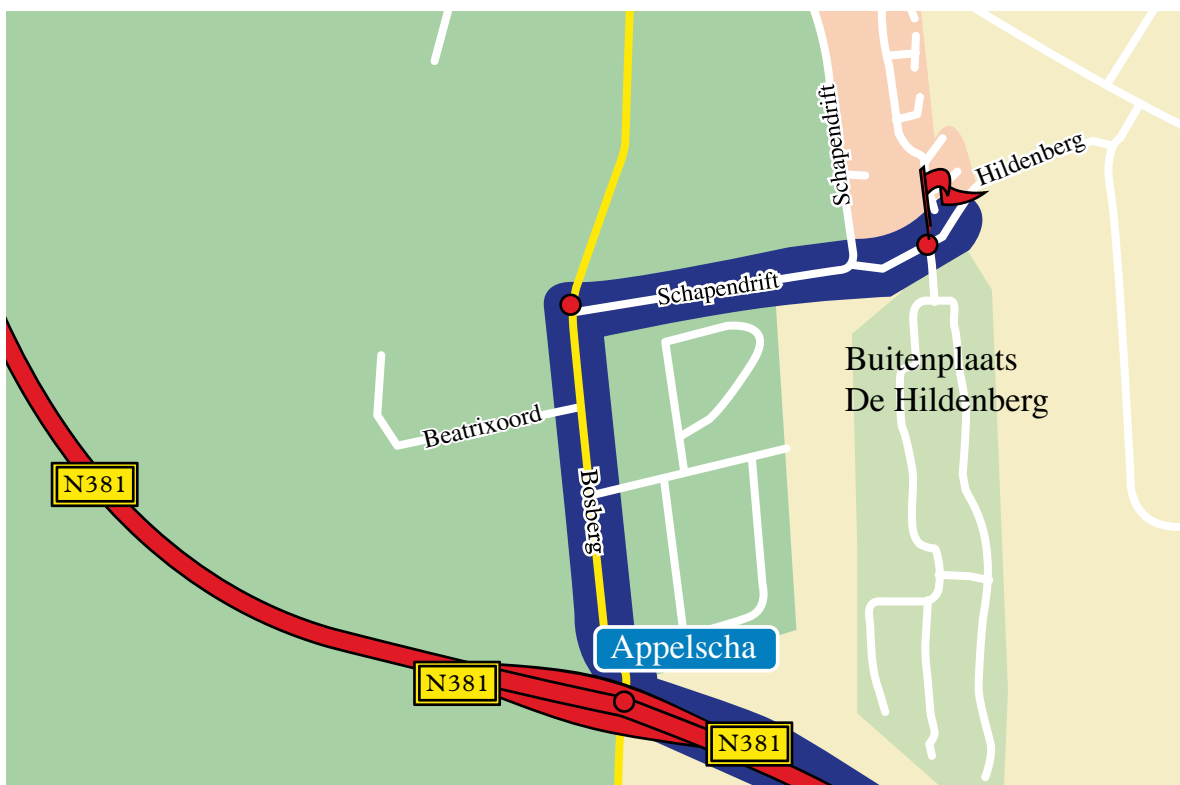 Schapendrift
Hildenberg
Schapendrift
Buitenplaats
De Hildenberg
Beatrixoord
N381
Bosberg
Appelscha
N381
N381